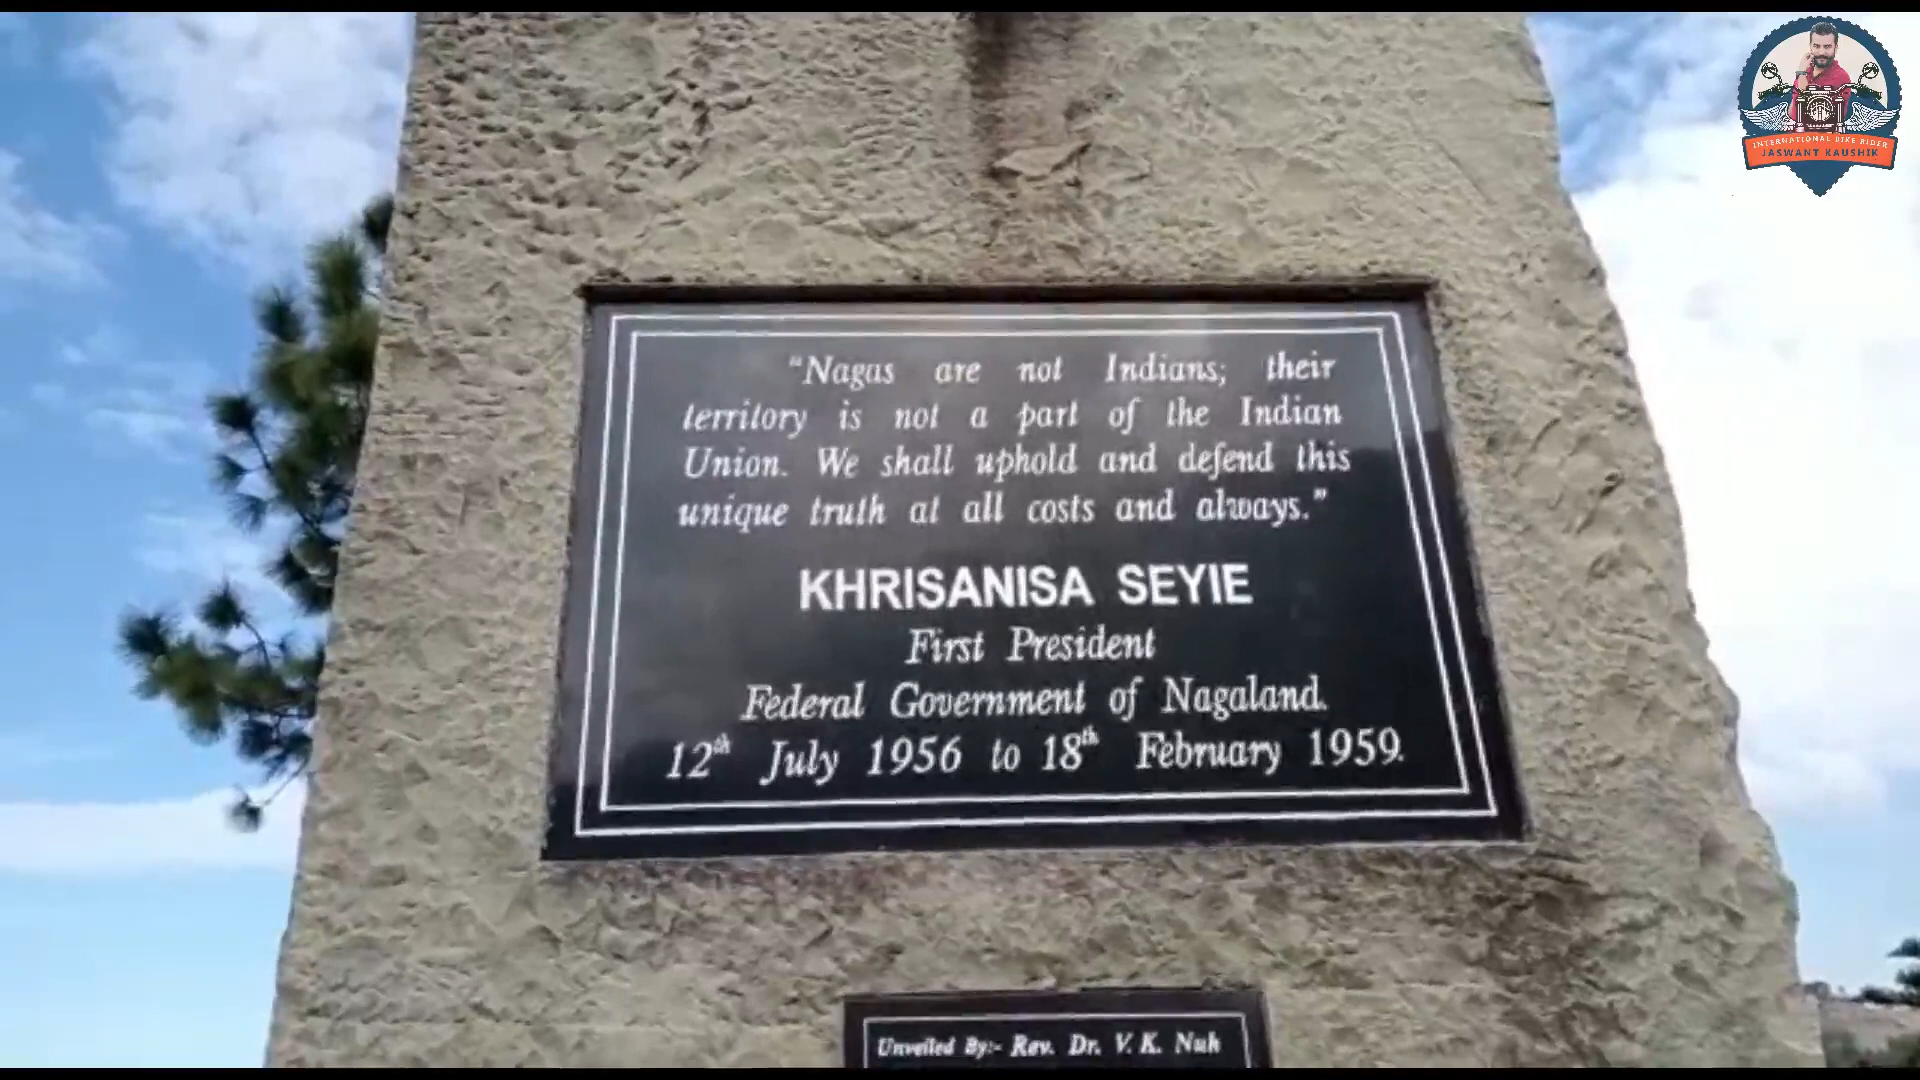 INTERNATIONAL BIKE RIDER
JASWANT KAUSHIK
"Nagas are not Indians; their
territory is not a part of the Indian
Union. We shall uphold and defend this
unique truth at all costs and always."
KHRISANISA SEYIE
First President
Federal Government of Nagaland.
12th July 1956 to 18th February 1959.
Unveiled By:- Rev. Dr. V. K. Nuh